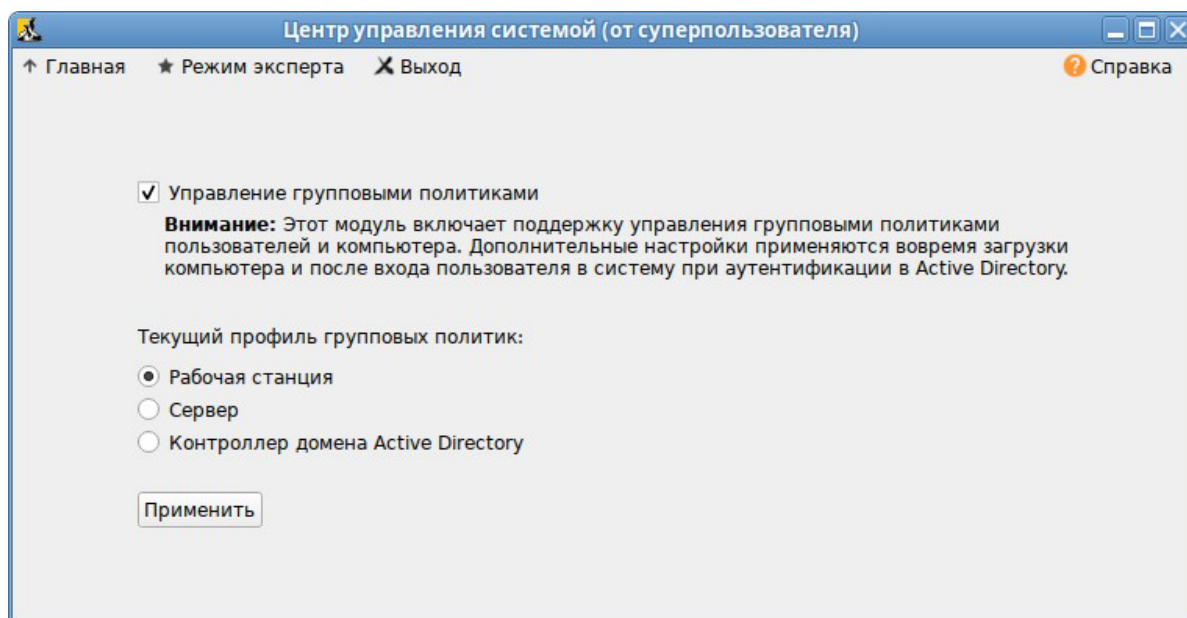 Центр управления системой (от суперпользователя)
Главная Режим эксперта Выход Справка
Управление групповыми политиками
Внимание: Этот модуль включает поддержку управления групповыми политиками
пользователей и компьютера. Дополнительные настройки применяются вовремя загрузки
компьютера и после входа пользователя в систему при аутентификации в Active Directory.
Текущий профиль групповых политик:
Рабочая станция
Сервер
Контроллер домена Active Directory
Применить